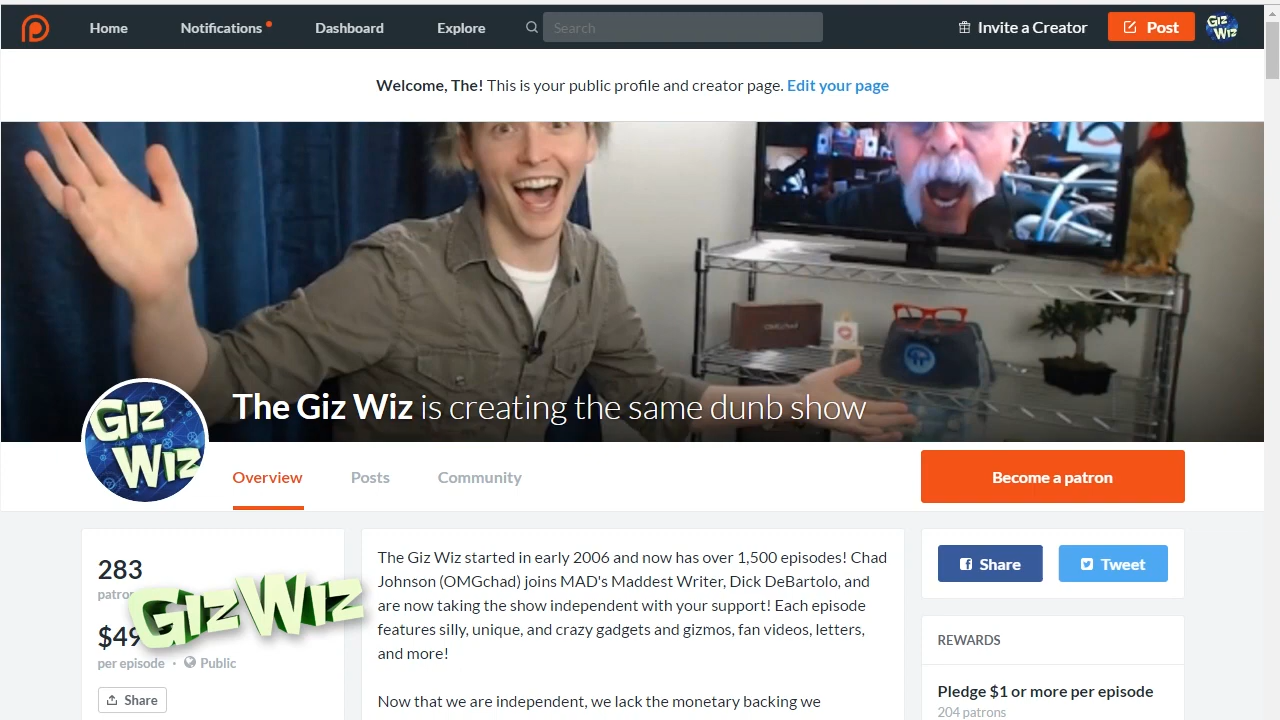 Home Notifications Dashboard Explore Search Invite a Creator Post
Giz
Wiz
Welcome, The! This is your public profile and creator page. Edit your page
OMGchad
The Giz Wiz is creating the same dunb show
GIZ
WIZ
Overview Posts Community Become a patron
283
$49
per episode · Public
Share
GIZWIZ
The Giz Wiz started in early 2006 and now has over 1,500 episodes! Chad
Johnson (OMGchad) joins MAD's Maddest Writer, Dick DeBartolo, and
are now taking the show independent with your support! Each episode
features silly, unique, and crazy gadgets and gizmos, fan videos, letters,
and more!
Now that we are independent, we lack the monetary backing we
Share Tweet
REWARDS
Pledge $1 or more per episode
204 patrons